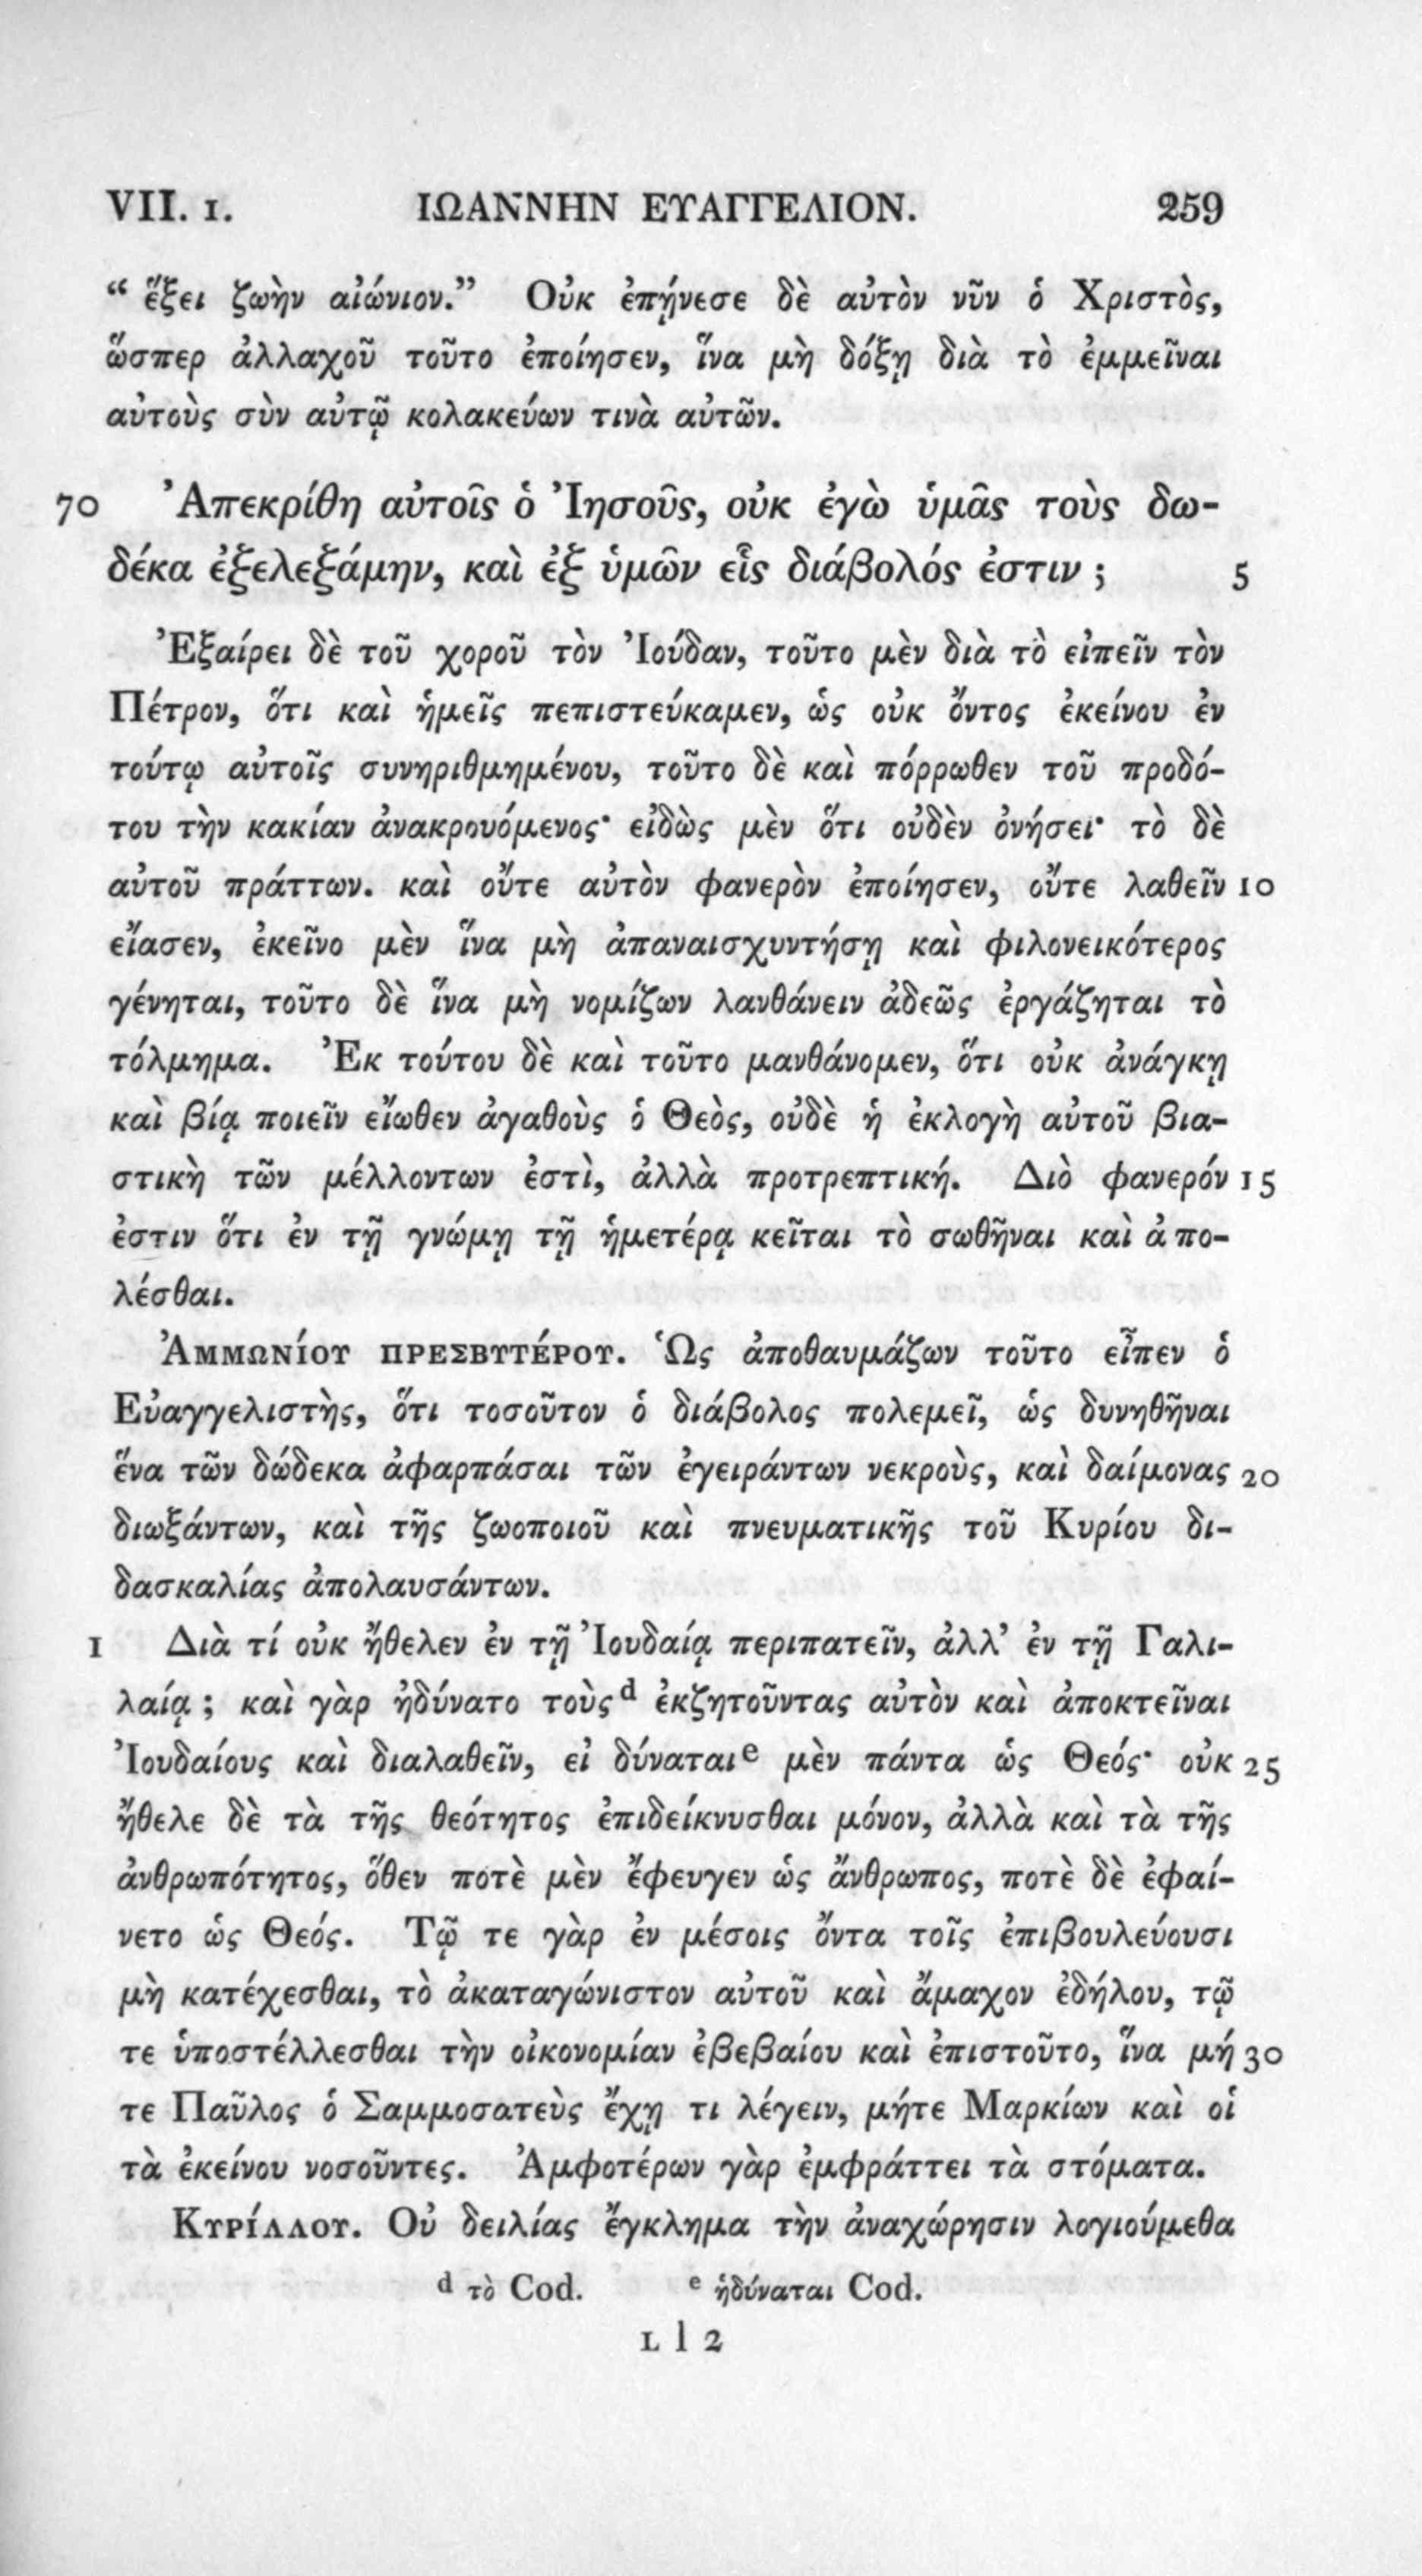 VII. 1. ΙΩΑΝΝΗΝ ΕΥΑΓΓΕΛΙΟΝ. 259
“ ἕξει ζωὴν αἰώνιον.” Οὐκ ἐπῄνεσε δὲ αὐτὸν νῦν ὁ Χριστὸς,
ὥσπερ ἀλλαχοῦ τοῦτο ἐποίησεν, ἵνα μὴ δόξῃ διὰ τὸ ἐμμεῖναι
αὐτοὺς σὺν αὐτῷ κολακεύων τινὰ αὐτῶν.
70 Ἀπεκρίθη αὐτοῖς ὁ Ἰησοῦς, οὐκ ἐγὼ ὑμᾶς τοὺς δω-
δέκα ἐξελεξάμην, καὶ ἐξ ὑμῶν εἷς διάβολός ἐστιν ; 5
Ἐξαίρει δὲ τοῦ χοροῦ τὸν Ἰούδαν, τοῦτο μὲν διὰ τὸ εἰπεῖν τὸν
Πέτρον, ὅτι καὶ ἡμεῖς πεπιστεύκαμεν, ὡς οὐκ ὄντος ἐκείνου ἐν
τούτῳ αὐτοῖς συνηριθμημένου, τοῦτο δὲ καὶ πόρρωθεν τοῦ προδό-
του τὴν κακίαν ἀνακρουόμενος· εἰδὼς μὲν ὅτι οὐδὲν ὀνήσει· τὸ δὲ
αὐτοῦ πράττων. καὶ οὔτε αὐτὸν φανερὸν ἐποίησεν, οὔτε λαθεῖν 10
εἴασεν, ἐκεῖνο μὲν ἵνα μὴ ἀπαναισχυντήσῃ καὶ φιλονεικότερος
γένηται, τοῦτο δὲ ἵνα μὴ νομίζων λανθάνειν ἀδεῶς ἐργάζηται τὸ
τόλμημα. Ἐκ τούτου δὲ καὶ τοῦτο μανθάνομεν, ὅτι οὐκ ἀνάγκῃ
καὶ βίᾳ ποιεῖν εἴωθεν ἀγαθοὺς ὁ Θεὸς, οὐδὲ ἡ ἐκλογὴ αὐτοῦ βια-
στικὴ τῶν μέλλοντων ἐστὶ, ἀλλὰ προτρεπτική. Διὸ φανερόν 15
ἐστιν ὅτι ἐν τῇ γνώμῃ τῇ ἡμετέρᾳ κεῖται τὸ σωθῆναι καὶ ἀπο-
λέσθαι.
Ἀμμωνίου πρεσβυτέρου. Ὡς ἀποθαυμάζων τοῦτο εἶπεν ὁ
Εὐαγγελιστὴς, ὅτι τοσοῦτον ὁ διάβολος πολεμεῖ, ὡς δυνηθῆναι
ἕνα τῶν δώδεκα ἀφαρπάσαι τῶν ἐγειράντων νεκροὺς, καὶ δαίμονας 20
διωξάντων, καὶ τῆς ζωοποιοῦ καὶ πνευματικῆς τοῦ Κυρίου δι-
δασκαλίας ἀπολαυσάντων.
1 Διὰ τί οὐκ ἤθελεν ἐν τῇ Ἰουδαίᾳ περιπατεῖν, ἀλλ’ ἐν τῇ Γαλι-
λαίᾳ ; καὶ γὰρ ἠδύνατο τοὺς d ἐκζητοῦντας αὐτὸν καὶ ἀποκτεῖναι
Ἰουδαίους καὶ διαλαθεῖν, εἰ δύναται e μὲν πάντα ὡς Θεός· οὐκ 25
ἤθελε δὲ τὰ τῆς θεότητος ἐπιδείκνυσθαι μόνον, ἀλλὰ καὶ τὰ τῆς
ἀνθρωπότητος, ὅθεν ποτὲ μὲν ἔφευγεν ὡς ἄνθρωπος, ποτὲ δὲ ἐφαί-
νετο ὡς Θεός. Τῷ τε γὰρ ἐν μέσοις ὄντα τοῖς ἐπιβουλεύουσι
μὴ κατέχεσθαι, τὸ ἀκαταγώνιστον αὐτοῦ καὶ ἄμαχον ἐδήλου, τῷ
τε ὑποστέλλεσθαι τὴν οἰκονομίαν ἐβεβαίου καὶ ἐπιστοῦτο, ἵνα μή 30
τε Παῦλος ὁ Σαμμοσατεὺς ἔχῃ τι λέγειν, μήτε Μαρκίων καὶ οἱ
τὰ ἐκείνου νοσοῦντες. Ἀμφοτέρων γὰρ ἐμφράττει τὰ στόματα.
Κυρίλλου. Οὐ δειλίας ἔγκλημα τὴν ἀναχώρησιν λογιούμεθα
d τὸ Cod. e ἠδύναται Cod.
L l 2